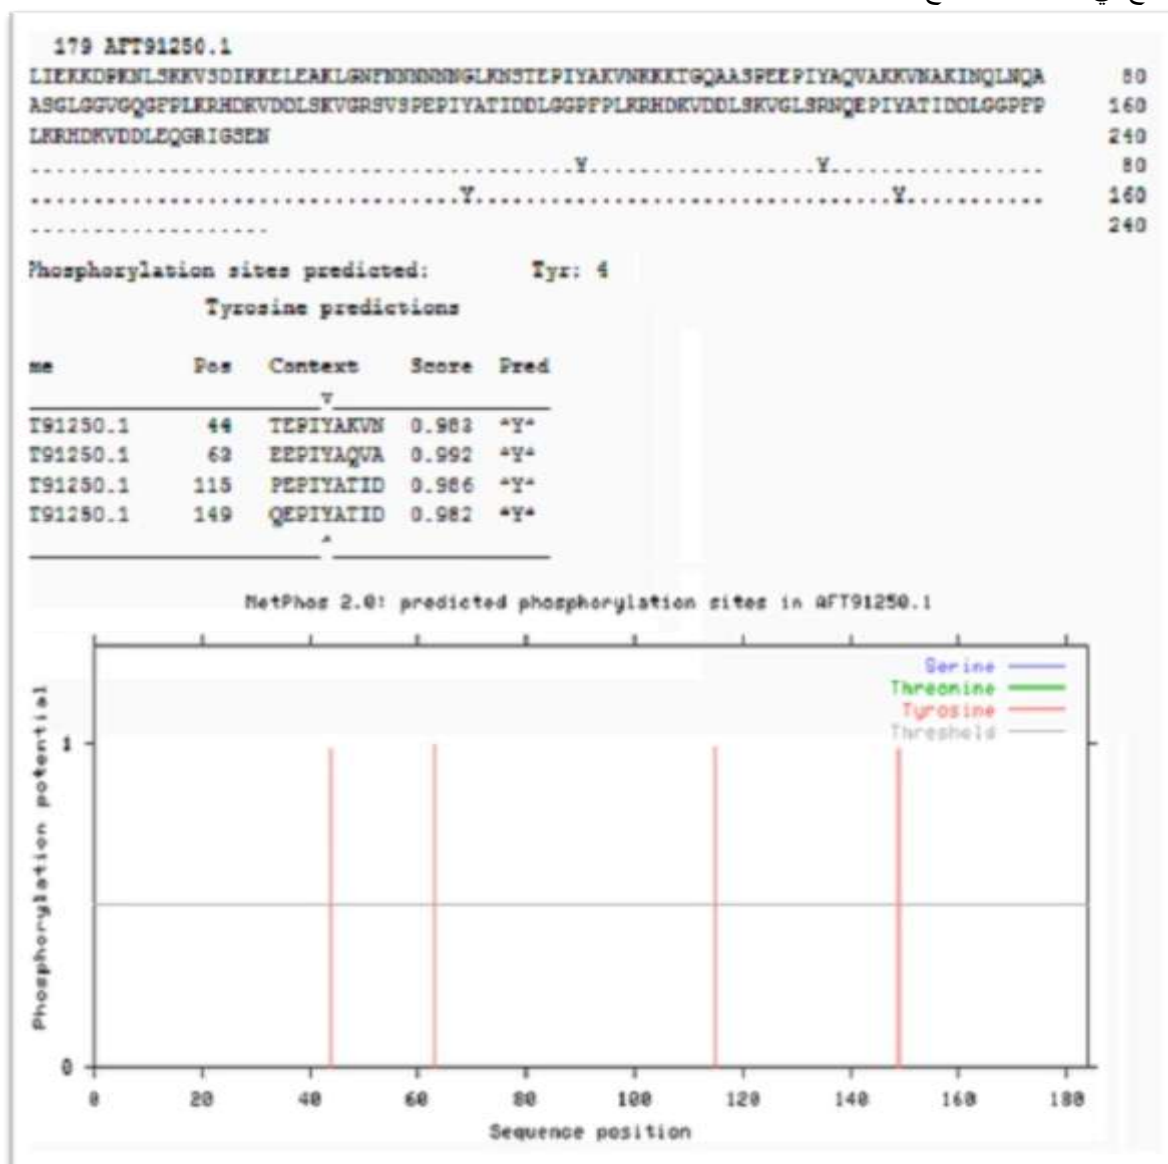 179 AFT91250.1
LIEKKDPKNLSKKVSDIKKELEAKLGNFNNNNNNGLKNSTEPIYAKVNKKKTGQAASPEEPIYAQVAKKVNAKINQLNQA 80
ASGLGGVGQGFPLKRHDKVDDLSKVGRSVSPEPIYATIDDLGGPFPLKRHDKVDDLSKVGLSRNQEPIYATIDDLGGPFP 160
LKRHDKVDDLEQGRIGSEN 240
...........................................Y..................Y................. 80
..................................Y.................................Y........... 160
................... 240
Phosphorylation sites predicted: Tyr: 4
Tyrosine predictions
me Pos Context Score Pred
v
T91250.1 44 TEPIYAKVN 0.983 *Y*
T91250.1 63 EEPIYAQVA 0.992 *Y*
T91250.1 115 PEPIYATID 0.986 *Y*
T91250.1 149 QEPIYATID 0.982 *Y*
^
NetPhos 2.0: predicted phosphorylation sites in AFT91250.1
Serine
Threonine
Tyrosine
Threshold
Phosphorylation potential
1
0
0 20 40 60 80 100 120 140 160 180
Sequence position